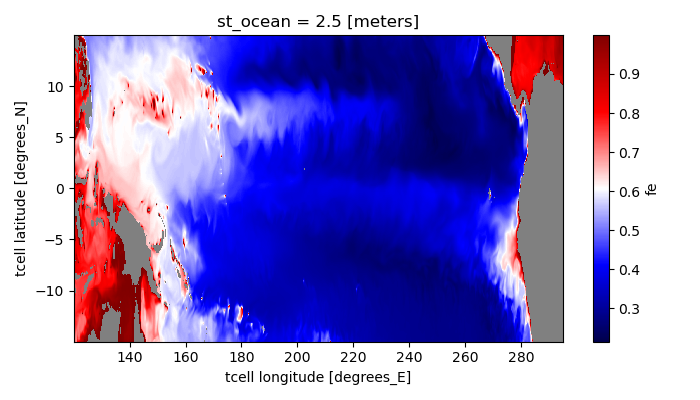 st_ocean = 2.5 [meters]
10
5
0
−5
−10
tcell latitude [degrees_N]
140 160 180 200 220 240 260 280
tcell longitude [degrees_E]
0.9
0.8
0.7
0.6
0.5
0.4
0.3
fe